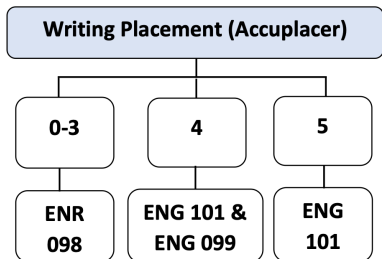 Writing Placement (Accuplacer)
0-3
4
5
ENR
098
ENG 101 &
ENG 099
ENG
101